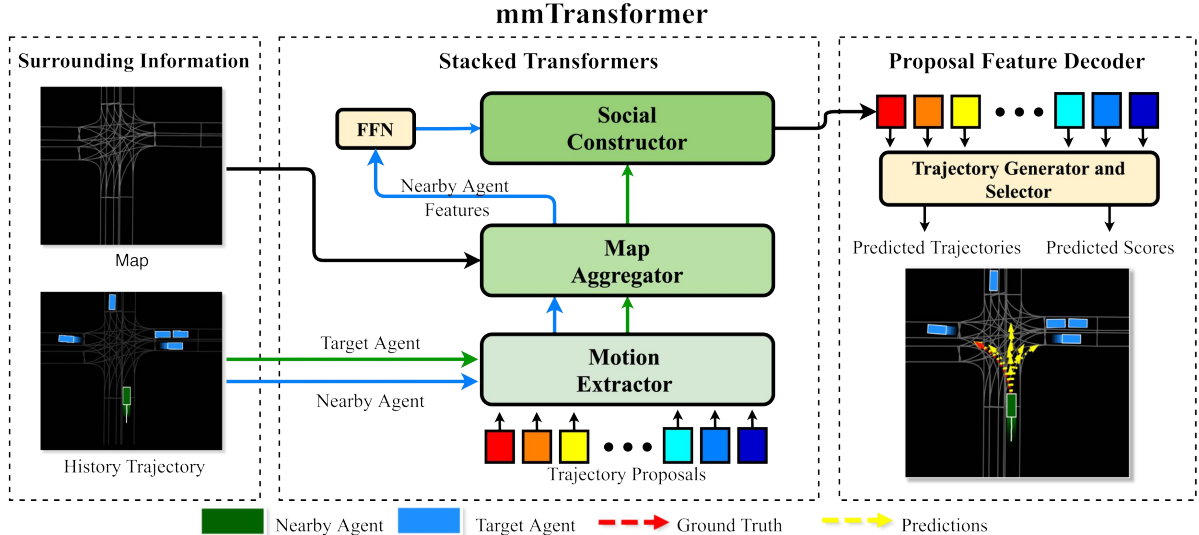 mmTransformer
Surrounding Information
Map
History Trajectory
Stacked Transformers
FFN
Social
Constructor
Nearby Agent
Features
Map
Aggregator
Target Agent
Nearby Agent
Motion
Extractor
Trajectory Proposals
Proposal Feature Decoder
Trajectory Generator and
Selector
Predicted Trajectories
Predicted Scores
Nearby Agent
Target Agent
Ground Truth
Predictions